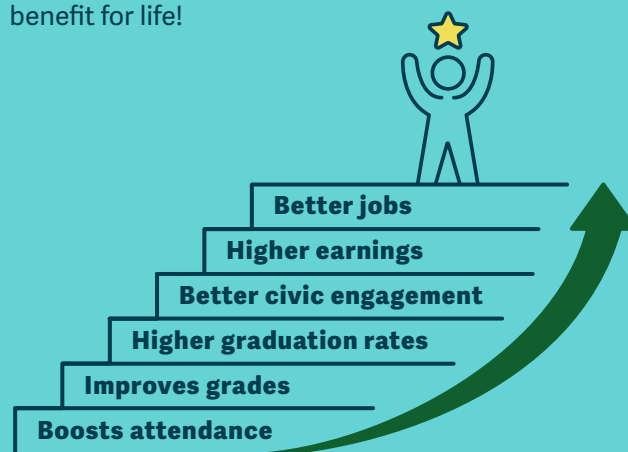 benefit for life!
Better jobs
Higher earnings
Better civic engagement
Higher graduation rates
Improves grades
Boosts attendance